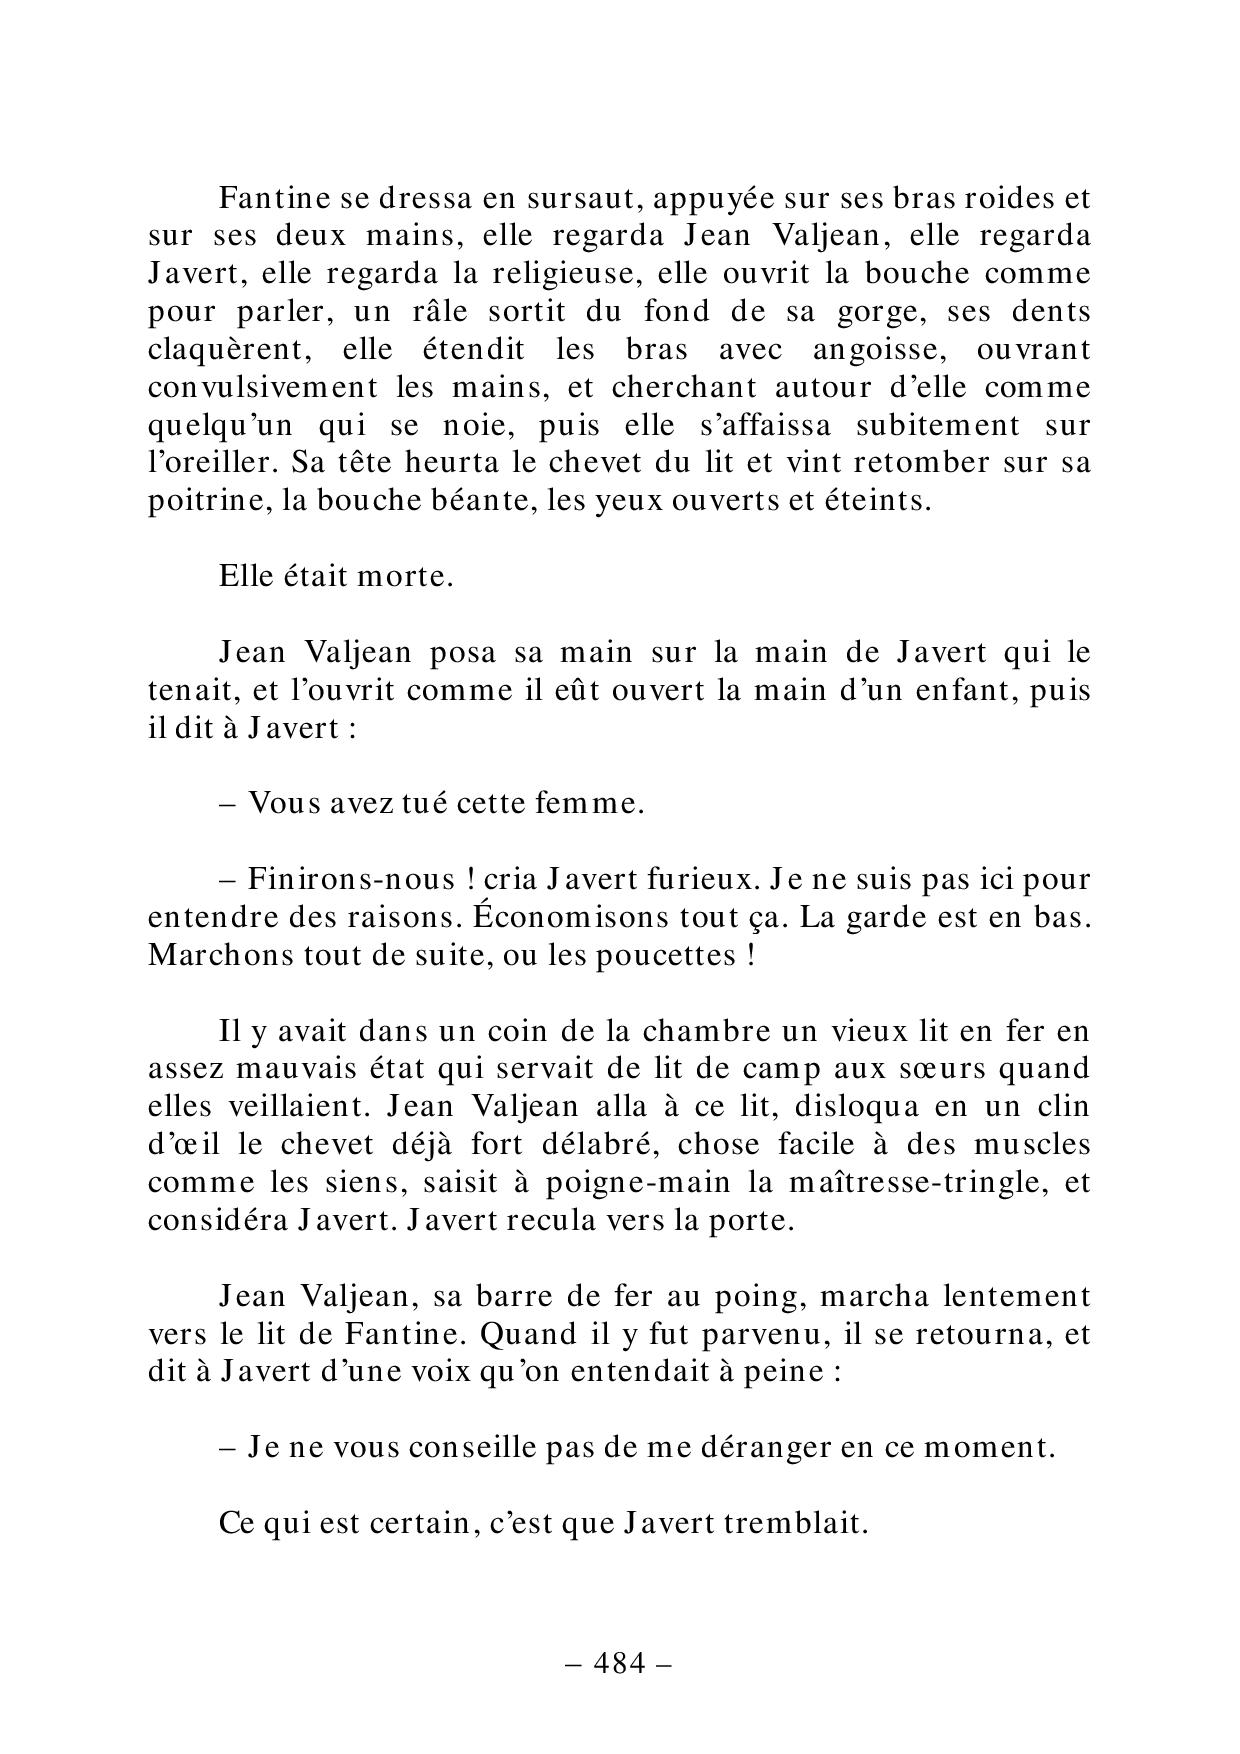 Fantine se dressa en sursaut, appuyée sur ses bras roides et
sur ses deux mains, elle regarda Jean Valjean, elle regarda
Javert, elle regarda la religieuse, elle ouvrit la bouche comme
pour parler, un râle sortit du fond de sa gorge, ses dents
claquèrent, elle étendit les bras avec angoisse, ouvrant
convulsivement les mains, et cherchant autour d’elle comme
quelqu’un qui se noie, puis elle s’affaissa subitement sur
l’oreiller. Sa tête heurta le chevet du lit et vint retomber sur sa
poitrine, la bouche béante, les yeux ouverts et éteints.
Elle était morte.
Jean Valjean posa sa main sur la main de Javert qui le
tenait, et l’ouvrit comme il eût ouvert la main d’un enfant, puis
il dit à Javert :
– Vous avez tué cette femme.
– Finirons-nous ! cria Javert furieux. Je ne suis pas ici pour
entendre des raisons. Économisons tout ça. La garde est en bas.
Marchons tout de suite, ou les poucettes !
Il y avait dans un coin de la chambre un vieux lit en fer en
assez mauvais état qui servait de lit de camp aux sœurs quand
elles veillaient. Jean Valjean alla à ce lit, disloqua en un clin
d’œil le chevet déjà fort délabré, chose facile à des muscles
comme les siens, saisit à poigne-main la maîtresse-tringle, et
considéra Javert. Javert recula vers la porte.
Jean Valjean, sa barre de fer au poing, marcha lentement
vers le lit de Fantine. Quand il y fut parvenu, il se retourna, et
dit à Javert d’une voix qu’on entendait à peine :
– Je ne vous conseille pas de me déranger en ce moment.
Ce qui est certain, c’est que Javert tremblait.
– 484 –